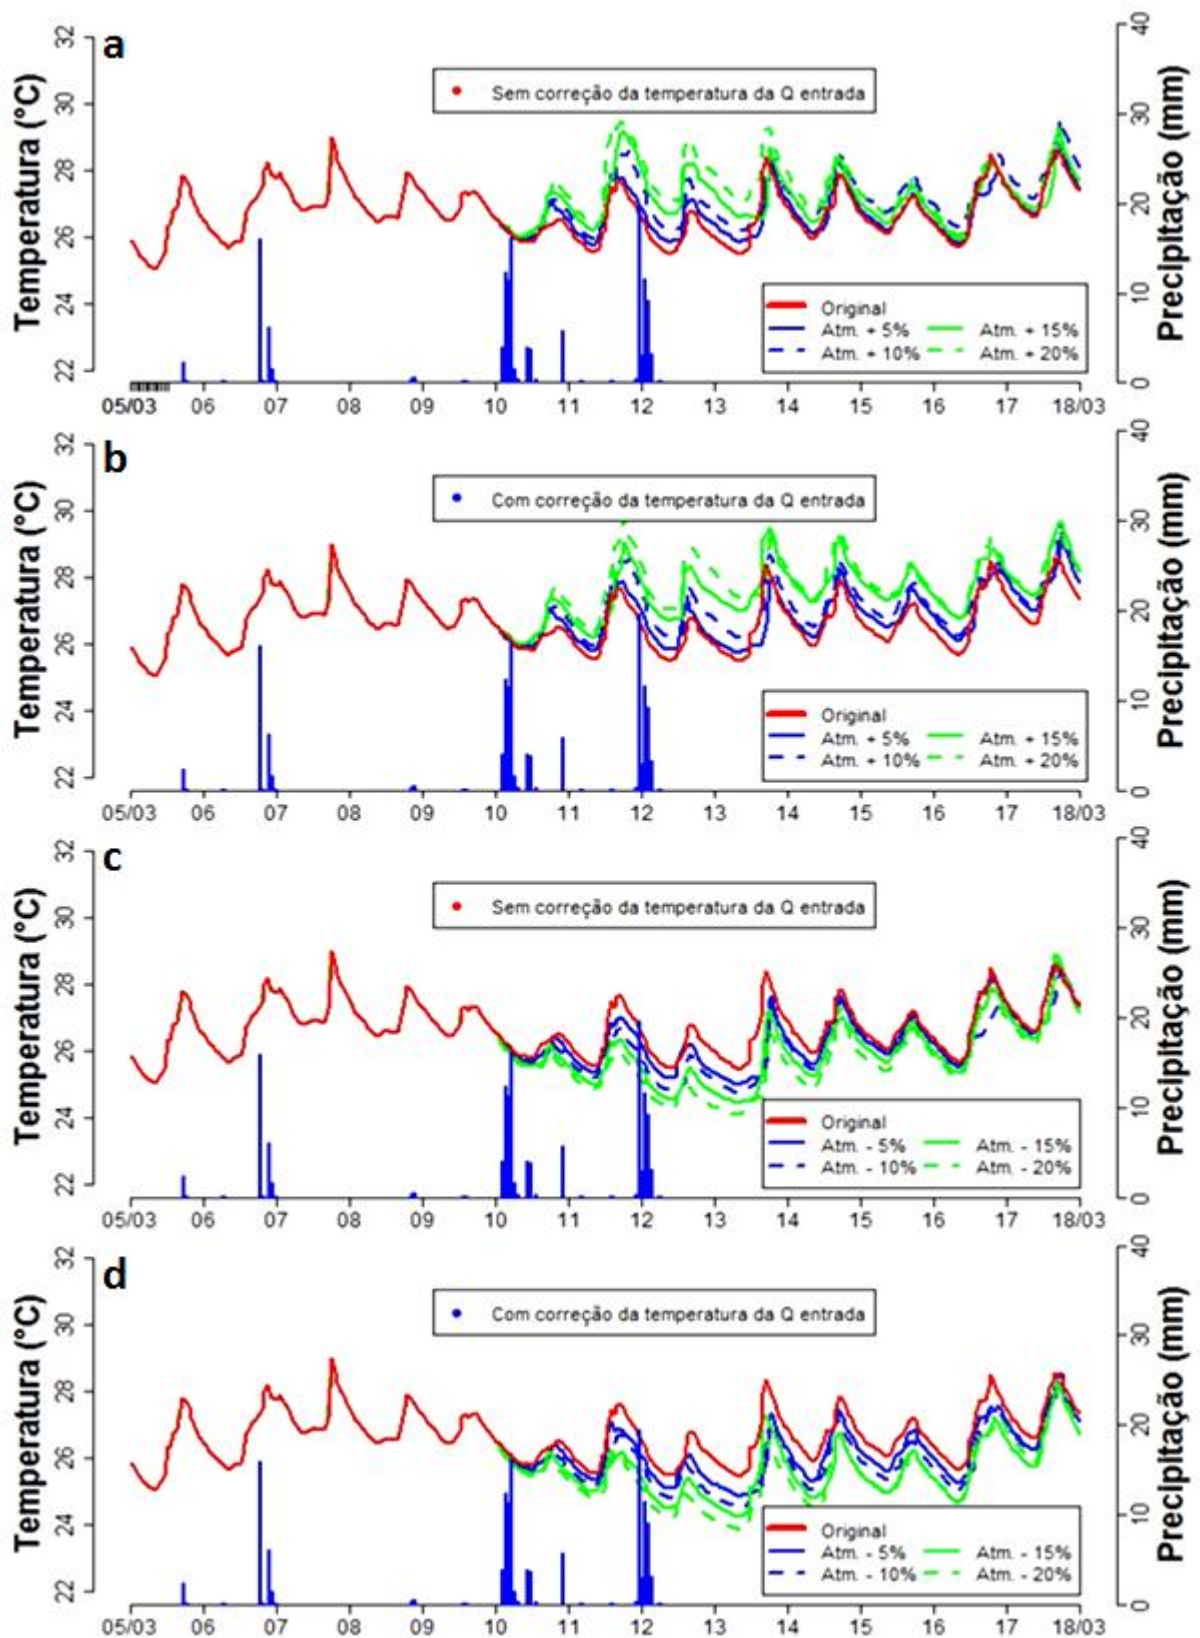 a
Temperatura (°C)
32
30
28
26
24
22
Sem correção da temperatura da Q entrada
Original
Atm. + 5%
Atm. + 15%
Atm. + 10%
Atm. + 20%
Precipitação (mm)
40
30
20
10
0
05/03 06 07 08 09 10 11 12 13 14 15 16 17 18/03
b
Temperatura (°C)
32
30
28
26
24
22
Com correção da temperatura da Q entrada
Original
Atm. + 5%
Atm. + 15%
Atm. + 10%
Atm. + 20%
Precipitação (mm)
40
30
20
10
0
05/03 06 07 08 09 10 11 12 13 14 15 16 17 18/03
c
Temperatura (°C)
32
30
28
26
24
22
Sem correção da temperatura da Q entrada
Original
Atm. - 5%
Atm. - 15%
Atm. - 10%
Atm. - 20%
Precipitação (mm)
40
30
20
10
0
05/03 06 07 08 09 10 11 12 13 14 15 16 17 18/03
d
Temperatura (°C)
32
30
28
26
24
22
Com correção da temperatura da Q entrada
Original
Atm. - 5%
Atm. - 15%
Atm. - 10%
Atm. - 20%
Precipitação (mm)
40
30
20
10
0
05/03 06 07 08 09 10 11 12 13 14 15 16 17 18/03